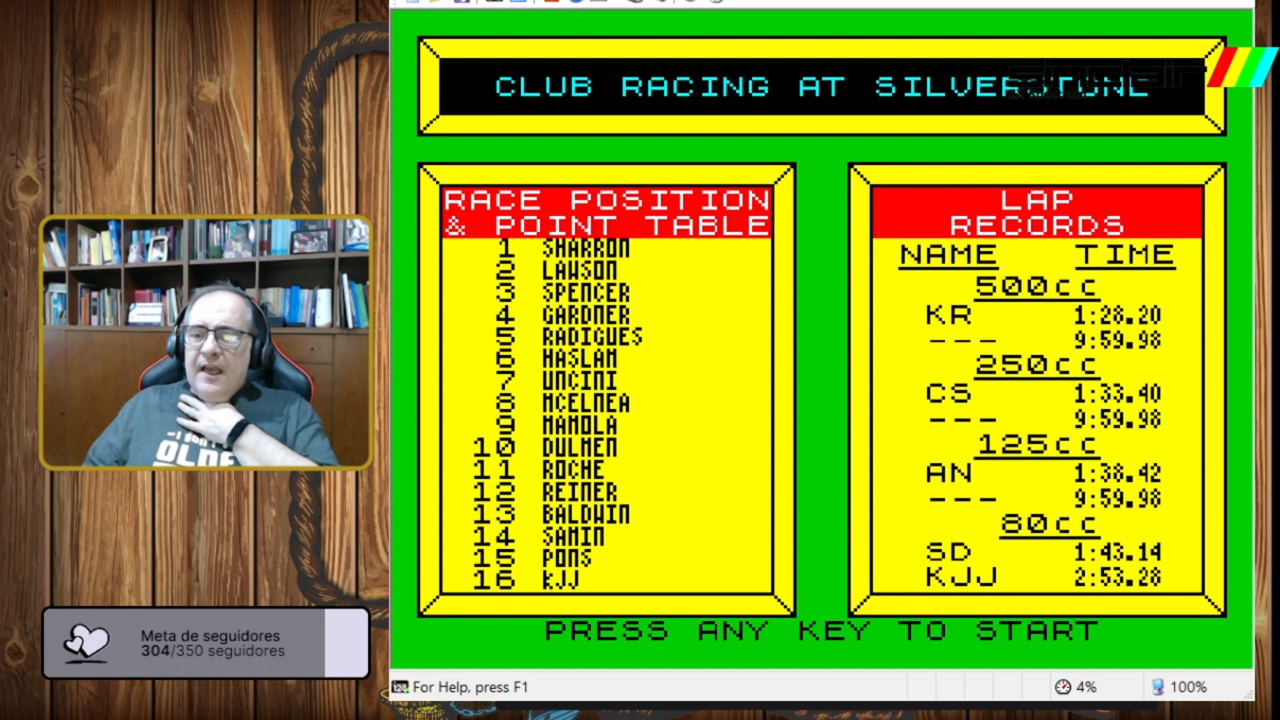 CLUB RACING AT SILVERSTONE
RACE POSITION
& POINT TABLE
1 SHARRON
2 LAWSON
3 SPENCER
4 GARDNER
5 RADIGUES
6 HASLAM
7 UNCINI
8 MCELNEA
9 MAMOLA
10 DULMEN
11 ROCHE
12 REINER
13 BALDWIN
14 SAMIN
15 PONS
16 KJJ
LAP
RECORDS
NAME TIME
500cc
KR 1:28.20
--- 9:59.98
250cc
CS 1:33.40
--- 9:59.98
125cc
AN 1:38.42
--- 9:59.98
80cc
SD 1:43.14
KJJ 2:53.28
PRESS ANY KEY TO START
OLDE
Meta de seguidores
304/350 seguidores
128 For Help, press F1
4%
100%